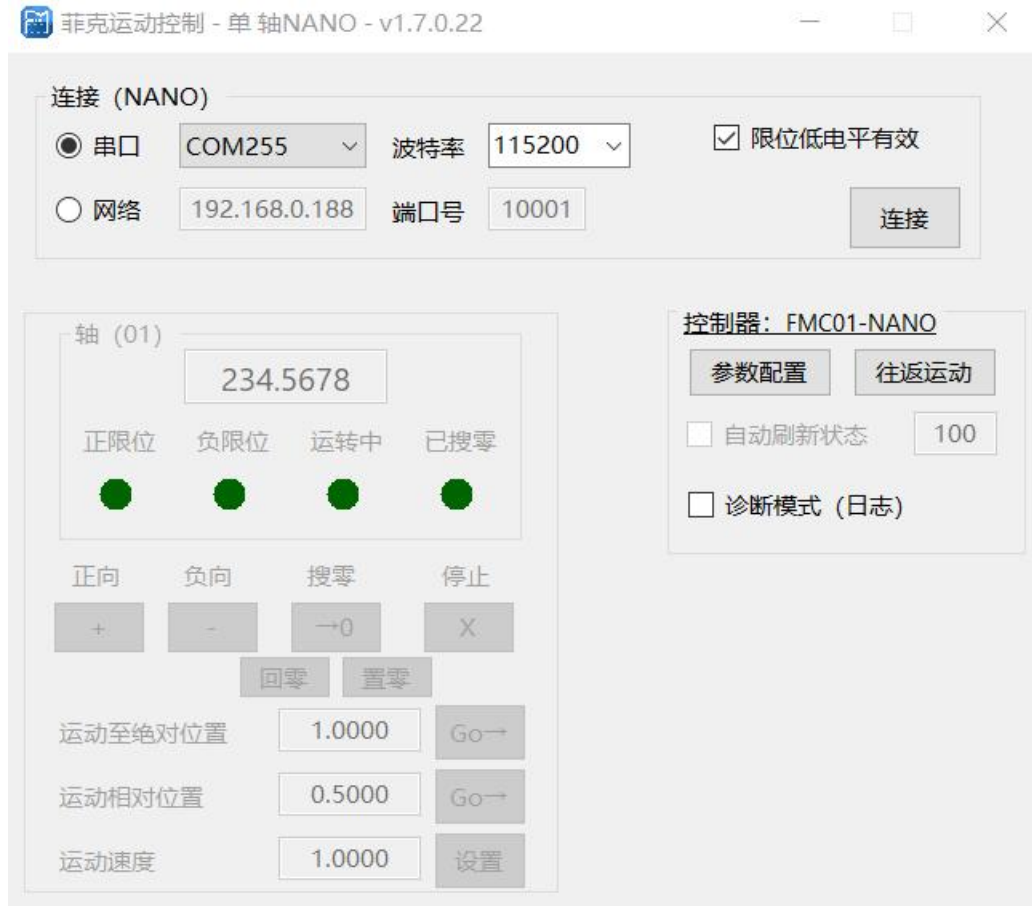 菲克运动控制 - 单 轴NANO - v1.7.0.22
连接 (NANO)
串口 COM255 波特率 115200 限位低电平有效
网络 192.168.0.188 端口号 10001 连接
轴 (01)
234.5678
正限位 负限位 运转中 已搜零
正向 负向 搜零 停止
+ - →0 X
回零 置零
运动至绝对位置 1.0000 Go→
运动相对位置 0.5000 Go→
运动速度 1.0000 设置
控制器：FMC01-NANO
参数配置 往返运动
自动刷新状态 100
诊断模式 (日志)